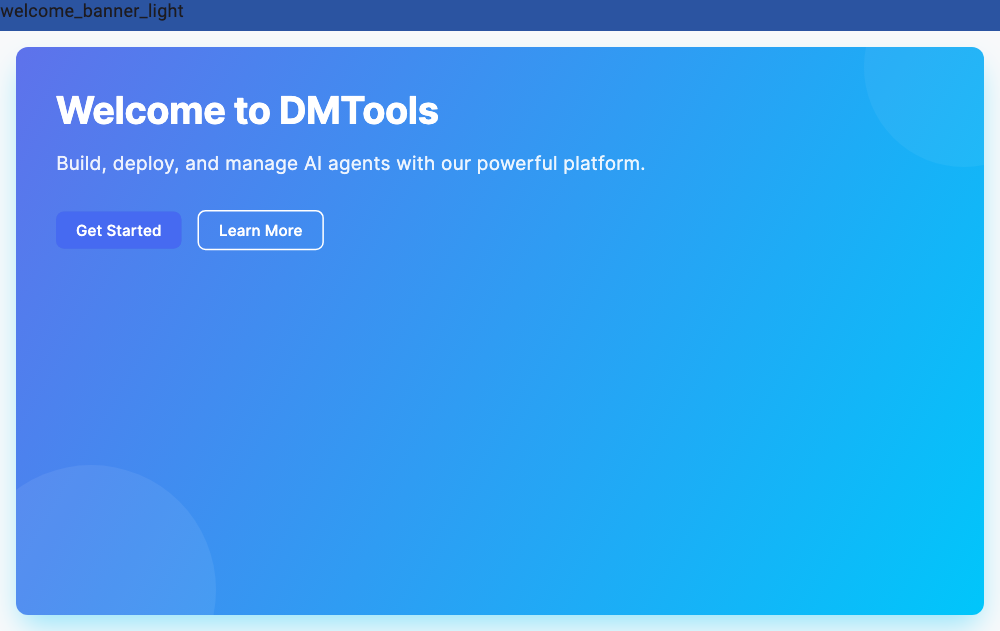 welcome_banner_light
Welcome to DMTools
Build, deploy, and manage AI agents with our powerful platform.
Get Started
Learn More